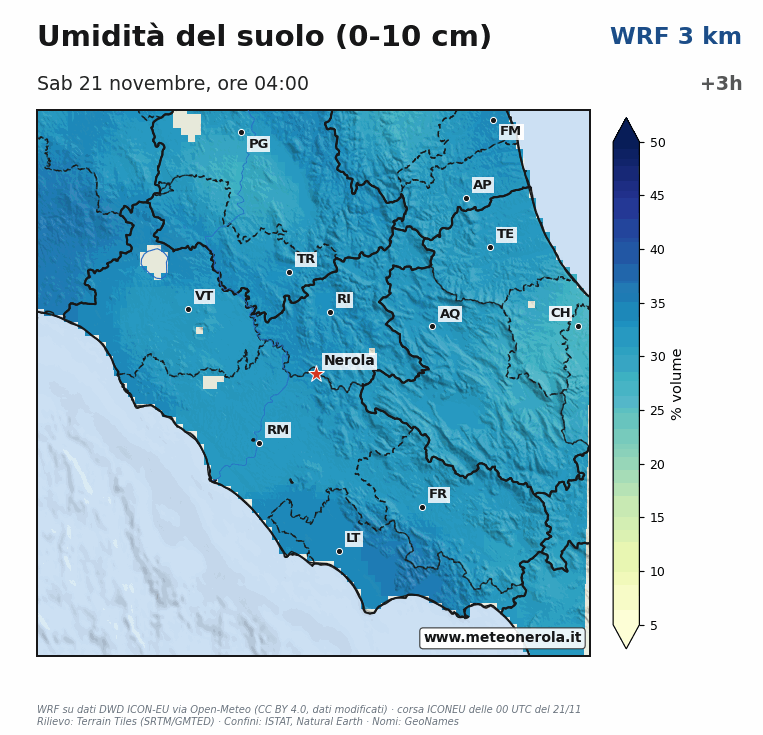 Umidità del suolo (0-10 cm)
WRF 3 km
Sab 21 novembre, ore 04:00
+3h
FM
PG
AP
TE
TR
VT
RI
AQ
CH
Nerola
RM
FR
LT
www.meteonerola.it
50
45
40
35
30
25
20
15
10
5
% volume
WRF su dati DWD ICON-EU via Open-Meteo (CC BY 4.0, dati modificati) · corsa ICONEU delle 00 UTC del 21/11
Rilievo: Terrain Tiles (SRTM/GMTED) · Confini: ISTAT, Natural Earth · Nomi: GeoNames